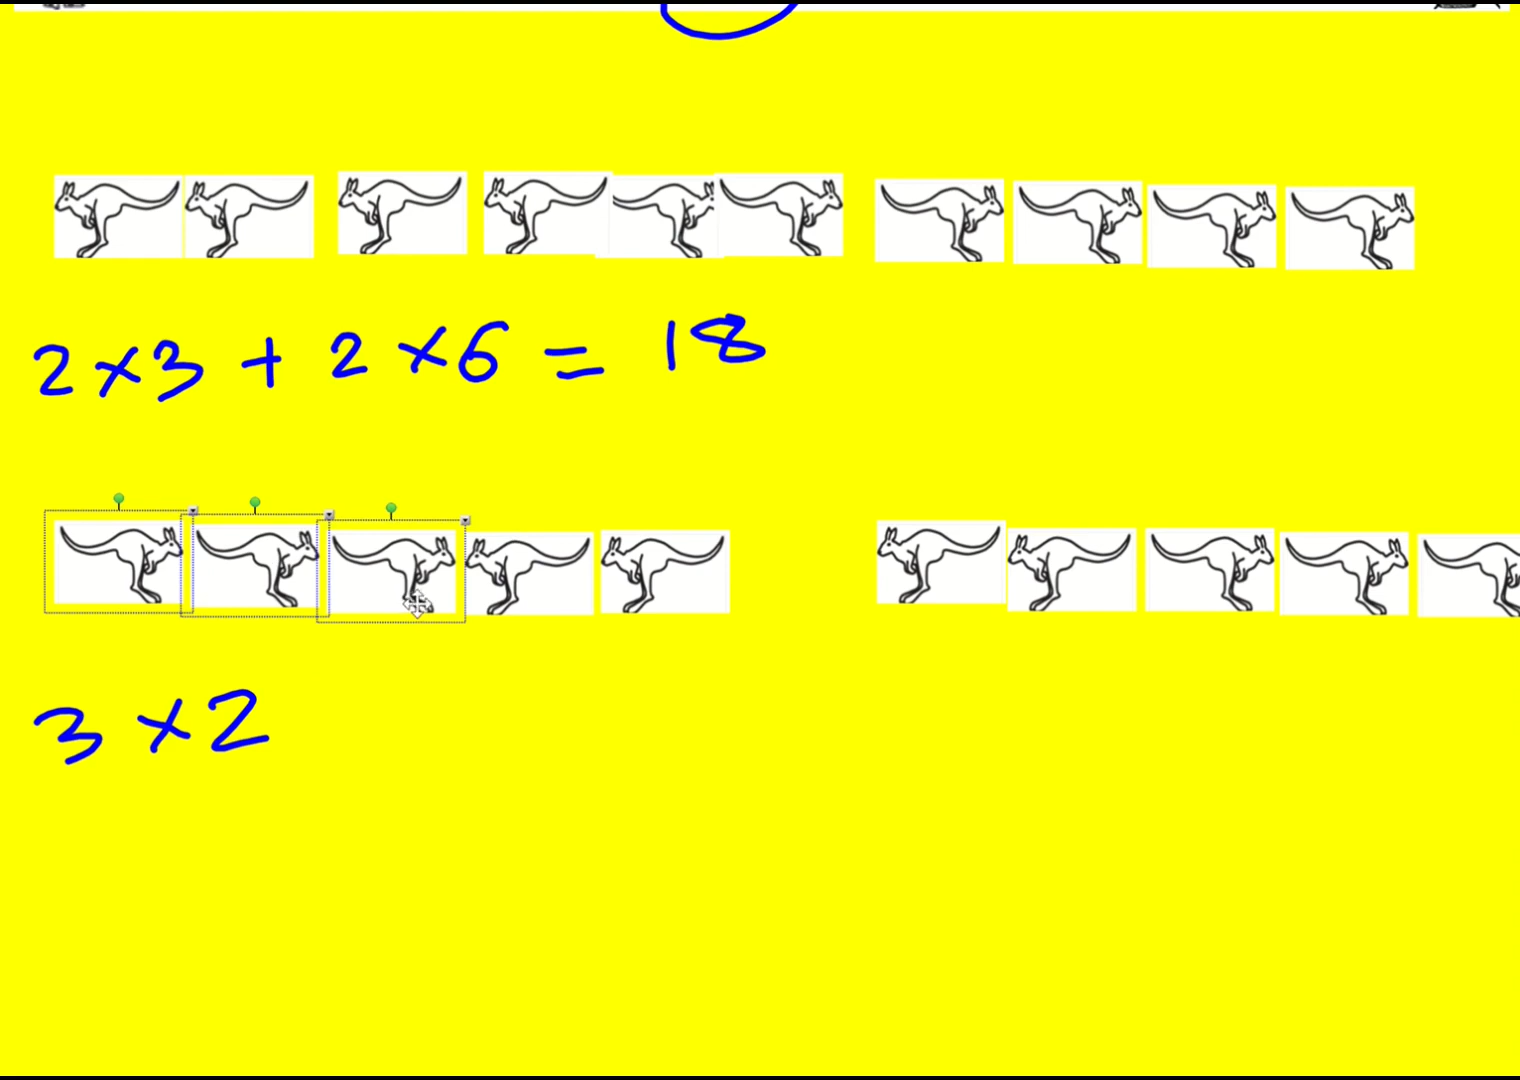 2 × 3 + 2 × 6 = 18
3 × 2